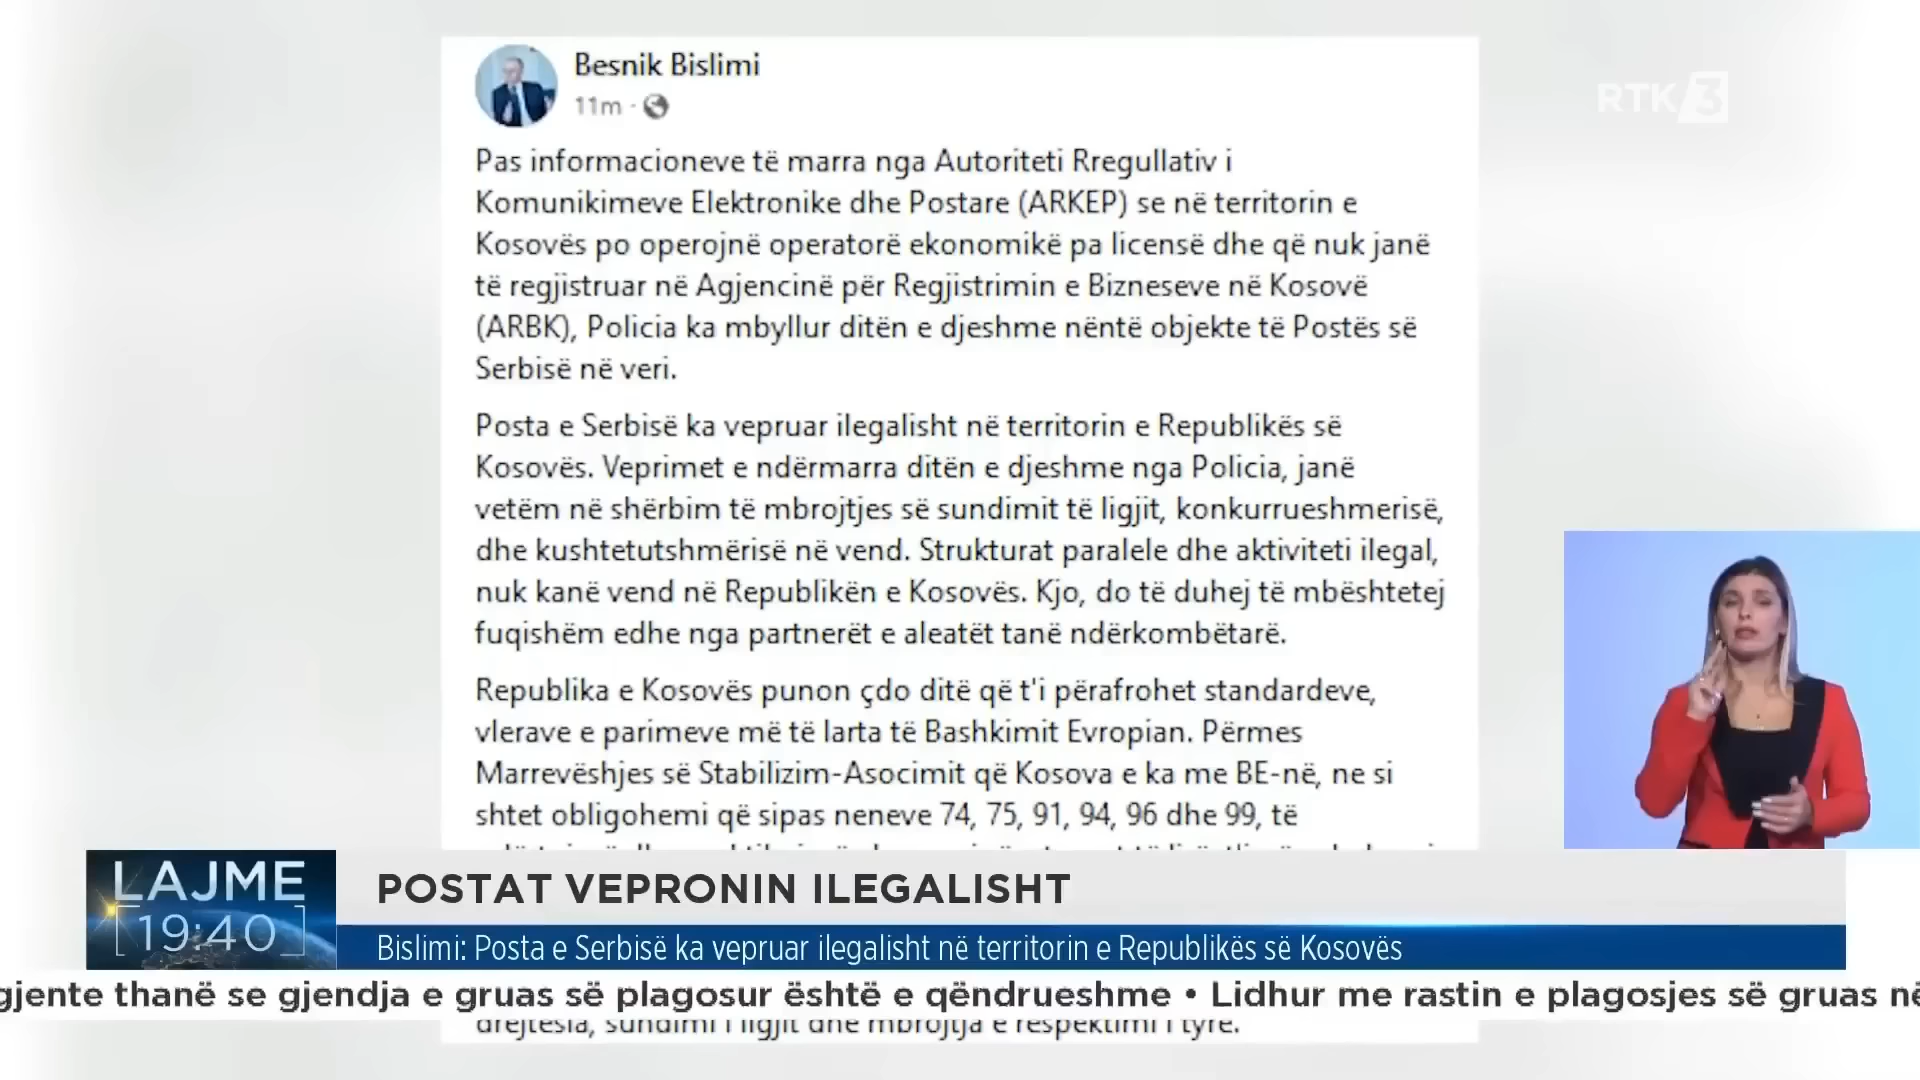 Besnik Bislimi
11m ·
RTK 3
Pas informacioneve të marra nga Autoriteti Rregullativ i
Komunikimeve Elektronike dhe Postare (ARKEP) se në territorin e
Kosovës po operojnë operatorë ekonomikë pa licensë dhe që nuk janë
të regjistruar në Agjencinë për Regjistrimin e Bizneseve në Kosovë
(ARBK), Policia ka mbyllur ditën e djeshme nëntë objekte të Postës së
Serbisë në veri.
Posta e Serbisë ka vepruar ilegalisht në territorin e Republikës së
Kosovës. Veprimet e ndërmarra ditën e djeshme nga Policia, janë
vetëm në shërbim të mbrojtjes së sundimit të ligjit, konkurrueshmerisë,
dhe kushtetutshmërisë në vend. Strukturat paralele dhe aktiviteti ilegal,
nuk kanë vend në Republikën e Kosovës. Kjo, do të duhej të mbështetej
fuqishëm edhe nga partnerët e aleatët tanë ndërkombëtarë.
Republika e Kosovës punon çdo ditë që t'i përafrohet standardeve,
vlerave e parimeve më të larta të Bashkimit Evropian. Përmes
Marrevëshjes së Stabilizim-Asocimit që Kosova e ka me BE-në, ne si
shtet obligohemi që sipas neneve 74, 75, 91, 94, 96 dhe 99, të
LAJME
19:40
POSTAT VEPRONIN ILEGALISHT
Bislimi: Posta e Serbisë ka vepruar ilegalisht në territorin e Republikës së Kosovës
gjente thanë se gjendja e gruas së plagosur është e qëndrueshme • Lidhur me rastin e plagosjes së gruas në
drejtësia, sundimi i ligjit dhe mbrojtja e respektimi i tyre.